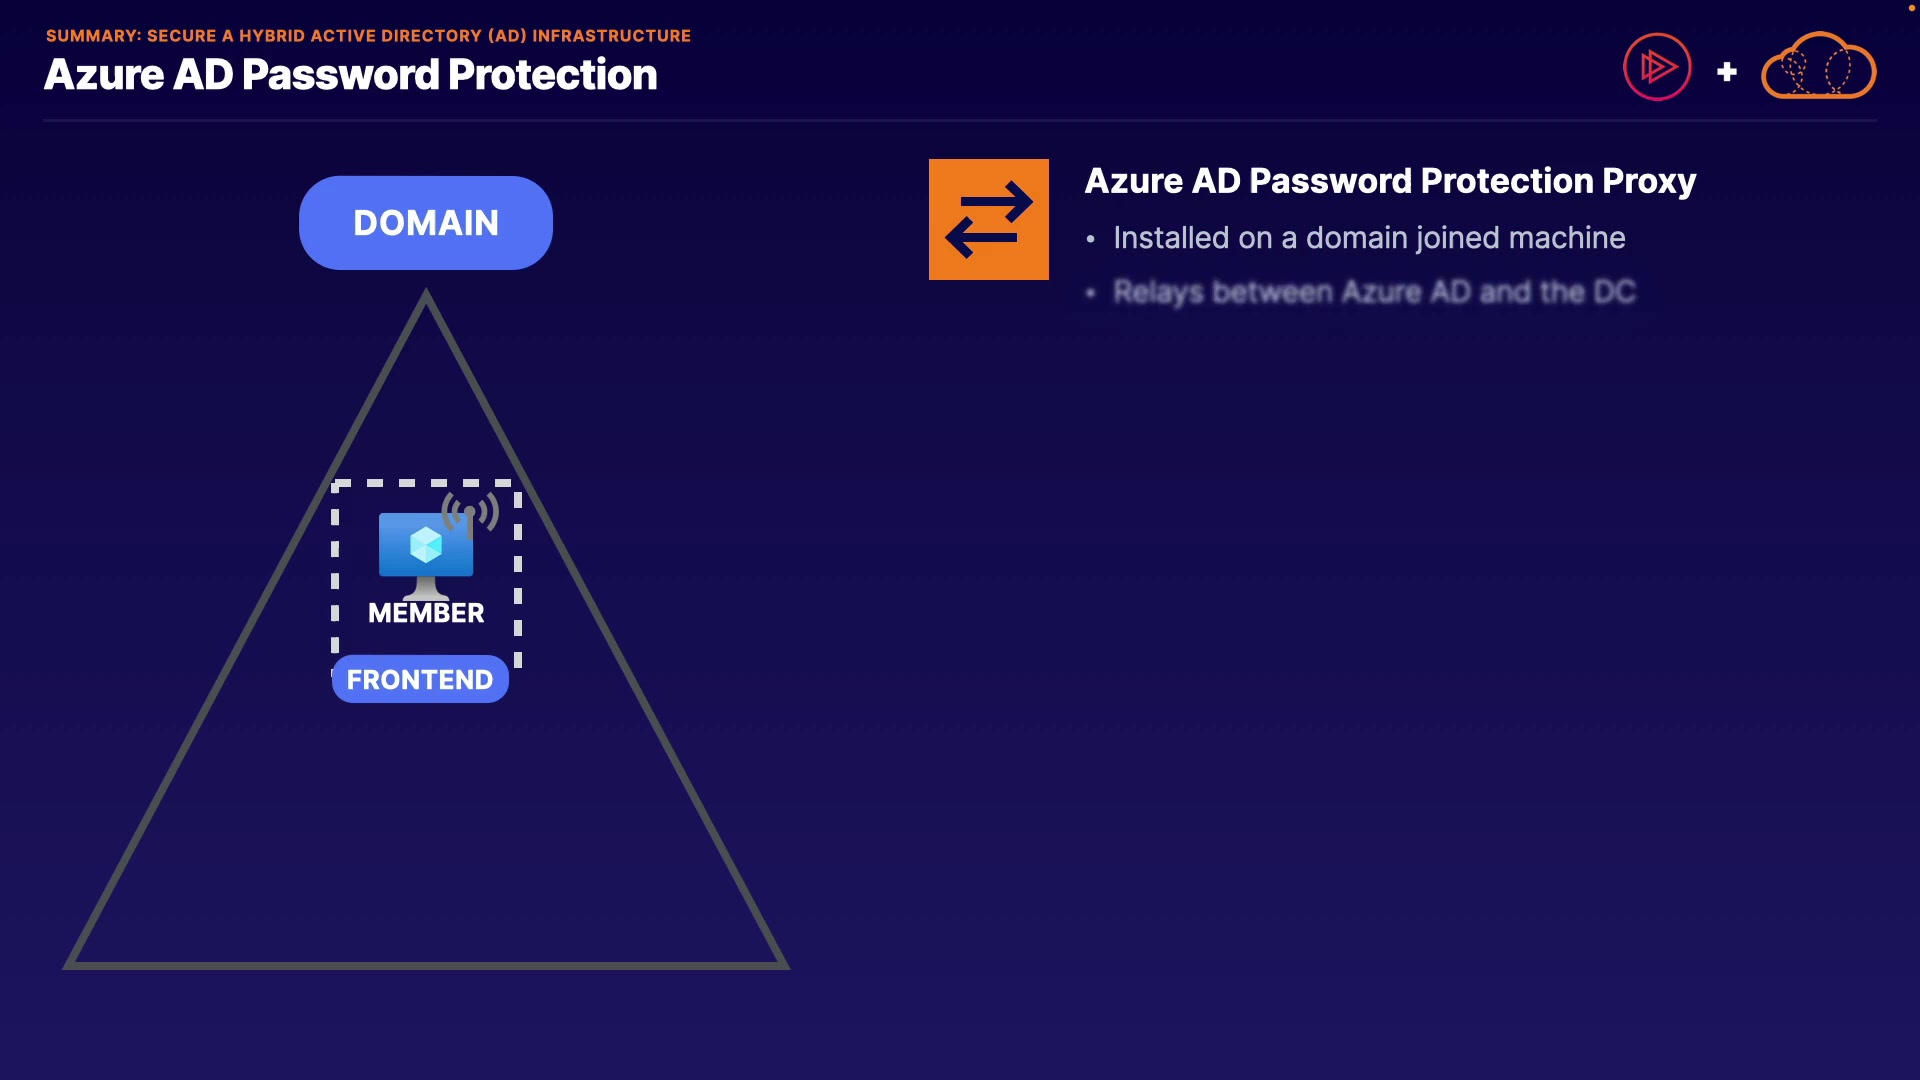 SUMMARY: SECURE A HYBRID ACTIVE DIRECTORY (AD) INFRASTRUCTURE
Azure AD Password Protection
+
DOMAIN
MEMBER
FRONTEND
Azure AD Password Protection Proxy
• Installed on a domain joined machine
• Relays between Azure AD and the DC